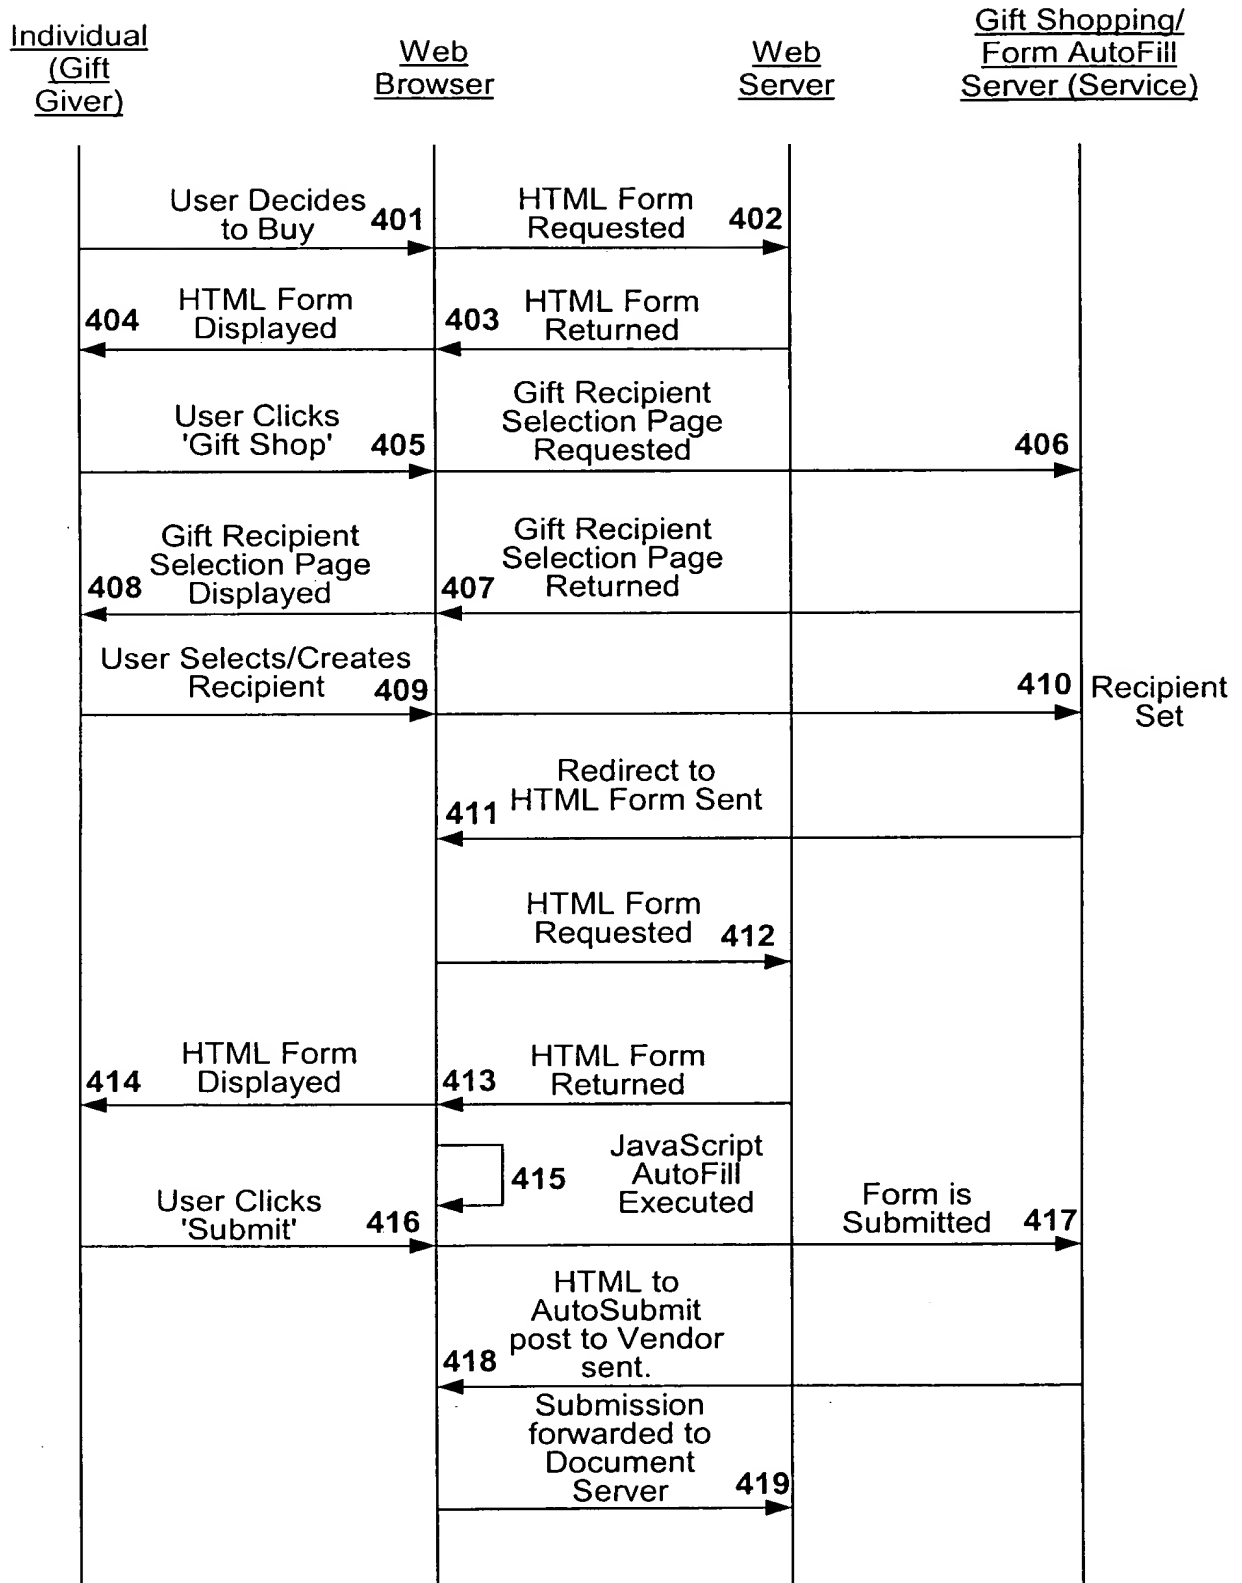 Individual
(Gift
Giver)
Web
Browser
Web
Server
Gift Shopping/
Form AutoFill
Server (Service)
User Decides
to Buy
401
HTML Form
Requested
402
404
HTML Form
Displayed
403
HTML Form
Returned
User Clicks
'Gift Shop'
405
Gift Recipient
Selection Page
Requested
406
408
Gift Recipient
Selection Page
Displayed
407
Gift Recipient
Selection Page
Returned
User Selects/Creates
Recipient
409
410
Recipient
Set
411
Redirect to
HTML Form Sent
HTML Form
Requested
412
414
HTML Form
Displayed
413
HTML Form
Returned
415
JavaScript
AutoFill
Executed
User Clicks
'Submit'
416
Form is
Submitted
417
418
HTML to
AutoSubmit
post to Vendor
sent.
Submission
forwarded to
Document
Server
419